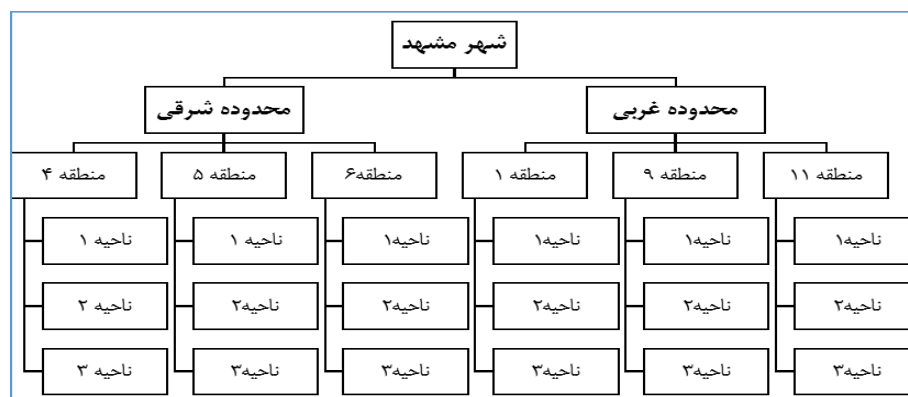 شهر مشهد
محدوده غربی
محدوده شرقی
منطقه ۱۱
منطقه ۹
منطقه ۱
منطقه۶
منطقه ۵
منطقه ۴
ناحیه۱
ناحیه۱
ناحیه۱
ناحیه۱
ناحیه ۱
ناحیه ۱
ناحیه۲
ناحیه۲
ناحیه۲
ناحیه۲
ناحیه۲
ناحیه ۲
ناحیه۳
ناحیه۳
ناحیه۳
ناحیه۳
ناحیه۳
ناحیه ۳